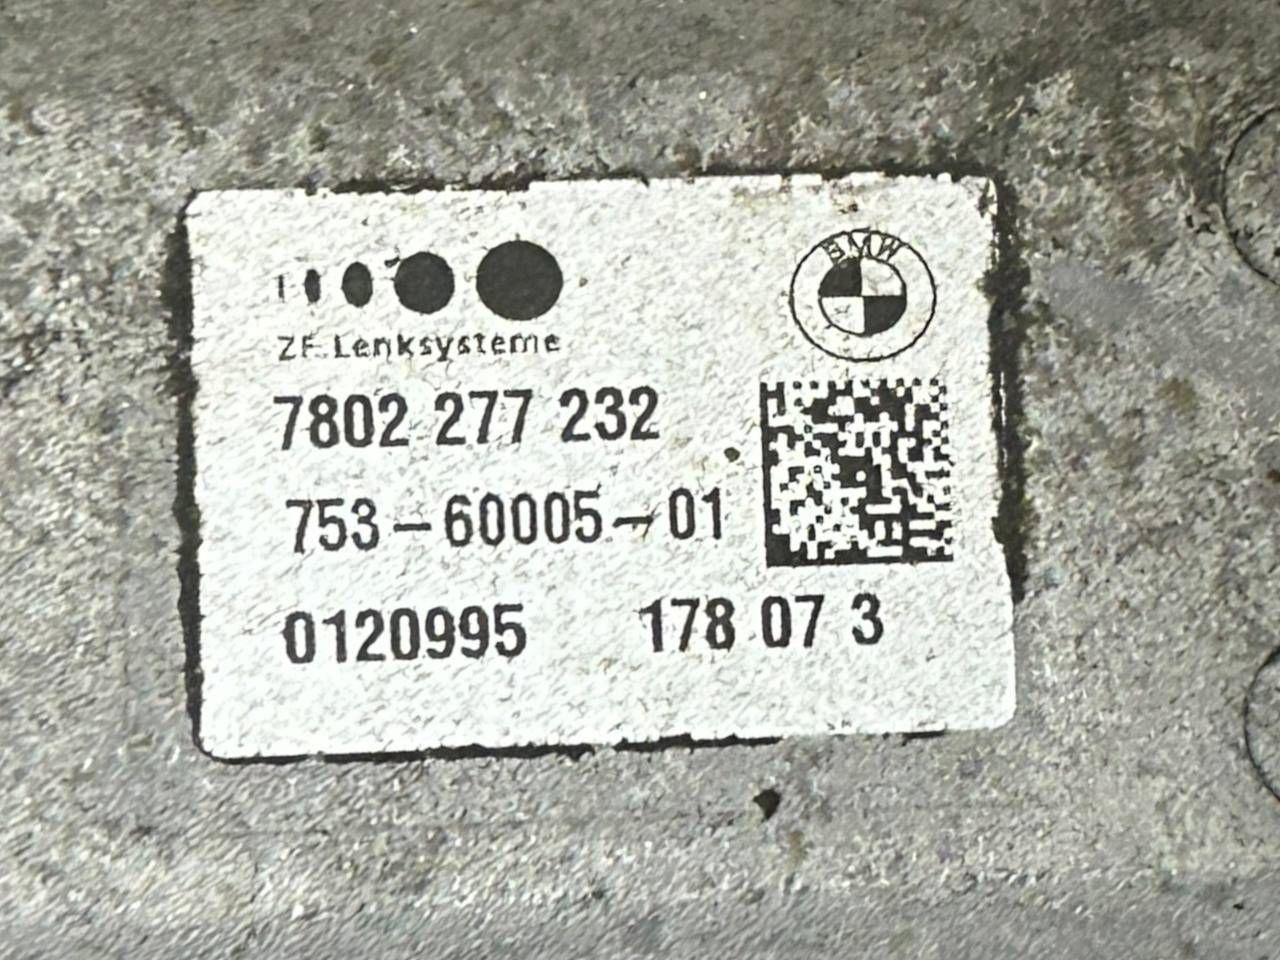 BMW
ZF Lenksysteme
7802 277 232
753-60005-01
0120995 178 07 3